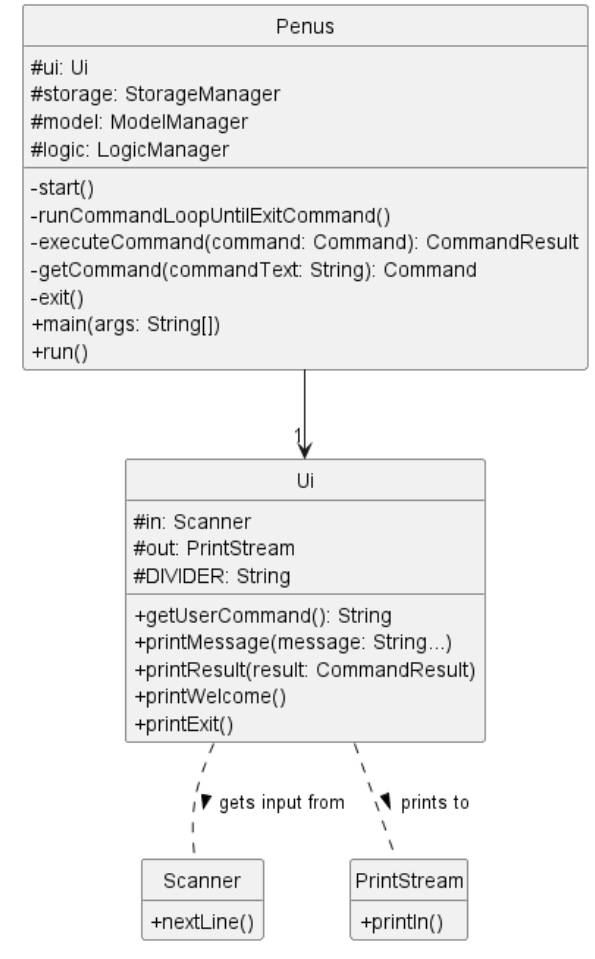 Penus
#ui: Ui
#storage: StorageManager
#model: ModelManager
#logic: LogicManager
-start()
-runCommandLoopUntilExitCommand()
-executeCommand(command: Command): CommandResult
-getCommand(commandText: String): Command
-exit()
+main(args: String[])
+run()
1
Ui
#in: Scanner
#out: PrintStream
#DIVIDER: String
+getUserCommand(): String
+printMessage(message: String...)
+printResult(result: CommandResult)
+printWelcome()
+printExit()
gets input from
prints to
Scanner
+nextLine()
PrintStream
+println()